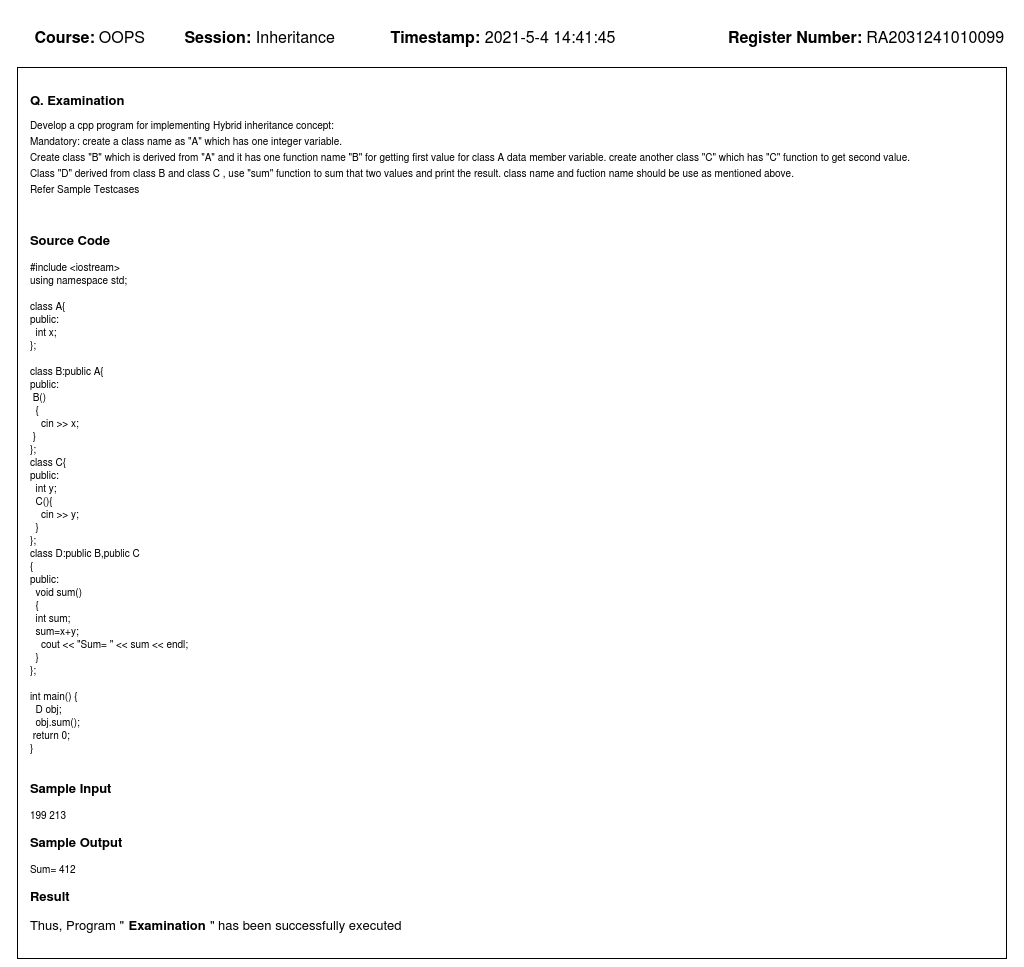 Course: OOPS Session: Inheritance Timestamp: 2021-5-4 14:41:45 Register Number: RA2031241010099
Q. Examination
Develop a cpp program for implementing Hybrid inheritance concept:
Mandatory: create a class name as "A" which has one integer variable.
Create class "B" which is derived from "A" and it has one function name "B" for getting first value for class A data member variable. create another class "C" which has "C" function to get second value.
Class "D" derived from class B and class C , use "sum" function to sum that two values and print the result. class name and fuction name should be use as mentioned above.
Refer Sample Testcases
Source Code
#include <iostream>
using namespace std;
class A{
public:
int x;
};
class B:public A{
public:
B()
{
cin >> x;
}
};
class C{
public:
int y;
C(){
cin >> y;
}
};
class D:public B,public C
{
public:
void sum()
{
int sum;
sum=x+y;
cout << "Sum= " << sum << endl;
}
};
int main() {
D obj;
obj.sum();
return 0;
}
Sample Input
199 213
Sample Output
Sum= 412
Result
Thus, Program " Examination " has been successfully executed